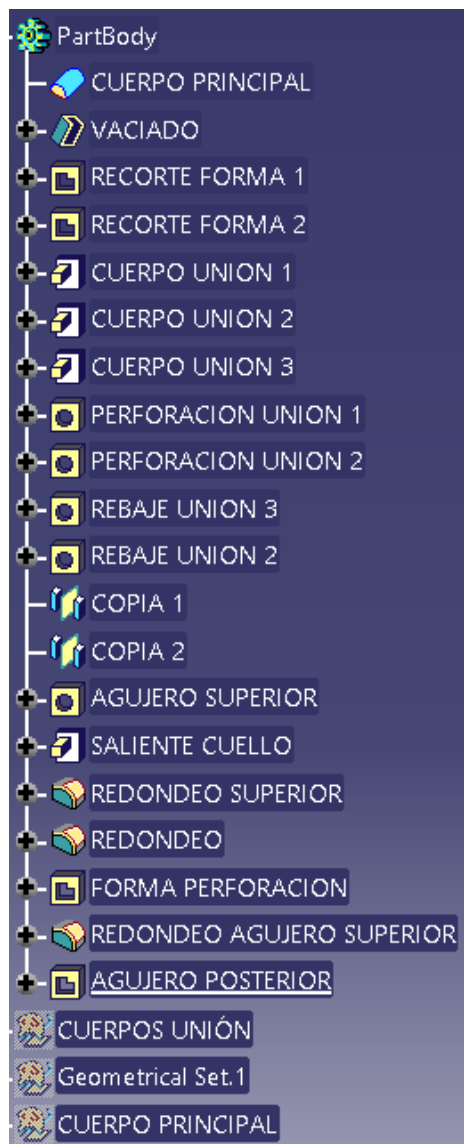 PartBody
CUERPO PRINCIPAL
VACIADO
RECORTE FORMA 1
RECORTE FORMA 2
CUERPO UNION 1
CUERPO UNION 2
CUERPO UNION 3
PERFORACION UNION 1
PERFORACION UNION 2
REBAJE UNION 3
REBAJE UNION 2
COPIA 1
COPIA 2
AGUJERO SUPERIOR
SALIENTE CUELLO
REDONDEO SUPERIOR
REDONDEO
FORMA PERFORACION
REDONDEO AGUJERO SUPERIOR
AGUJERO POSTERIOR
CUERPOS UNIÓN
Geometrical Set.1
CUERPO PRINCIPAL